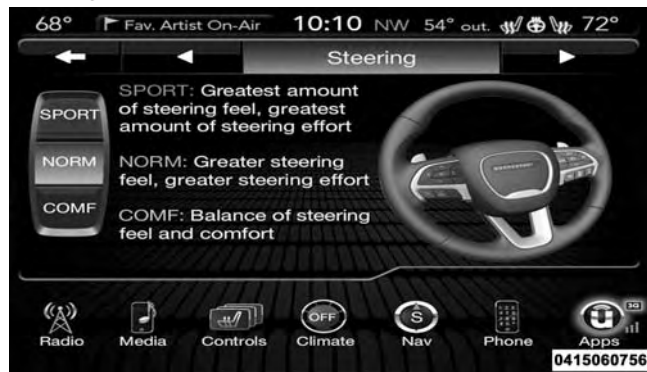 68° Fav. Artist On-Air 10:10 NW 54° out. 72°
Steering
SPORT: Greatest amount
of steering feel, greatest
amount of steering effort
SPORT
NORM: Greater steering
feel, greater steering effort
NORM
COMF: Balance of steering
feel and comfort
COMF
OFF
S
3G
Radio Media Controls Climate Nav Phone Apps
0415060756